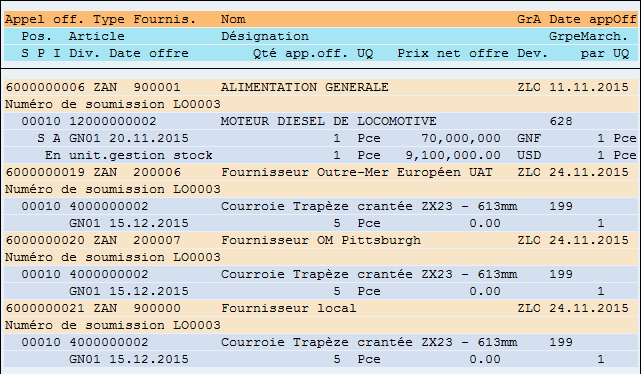 Appel off. Type Fournis. Nom GrA Date appOff
Pos. Article Désignation GrpeMarch.
S P I Div. Date offre Qté app.off. UQ Prix net offre Dev. par UQ
6000000006 ZAN 900001 ALIMENTATION GENERALE ZLO 11.11.2015
Numéro de soumission LO0003
00010 12000000002 MOTEUR DIESEL DE LOCOMOTIVE 628
S A GN01 20.11.2015 1 Pce 70,000,000 GNF 1 Pce
En unit.gestion stock 1 Pce 9,100,000.00 USD 1 Pce
6000000019 ZAN 200006 Fournisseur Outre-Mer Européen UAT ZLO 24.11.2015
Numéro de soumission LO0003
00010 4000000002 Courroie Trapèze crantée ZX23 - 613mm 199
GN01 15.12.2015 5 Pce 0.00 1
6000000020 ZAN 200007 Fournisseur OM Pittsburgh ZLO 24.11.2015
Numéro de soumission LO0003
00010 4000000002 Courroie Trapèze crantée ZX23 - 613mm 199
GN01 15.12.2015 5 Pce 0.00 1
6000000021 ZAN 900000 Fournisseur local ZLO 24.11.2015
Numéro de soumission LO0003
00010 4000000002 Courroie Trapèze crantée ZX23 - 613mm 199
GN01 15.12.2015 5 Pce 0.00 1